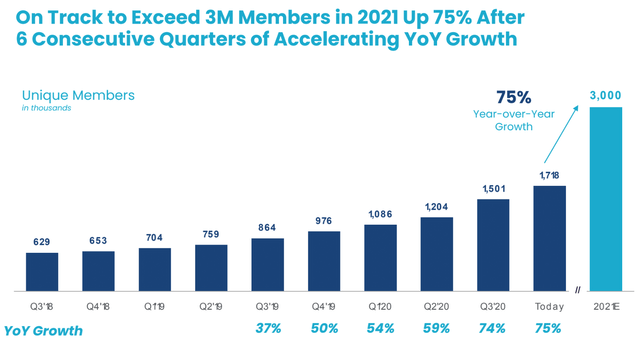 On Track to Exceed 3M Members in 2021 Up 75% After
6 Consecutive Quarters of Accelerating YoY Growth
Unique Members
in thousands
75%
Year-over-Year
Growth
3,000
629 653 704 759 864 976 1,086 1,204 1,501 1,718
//
Q3'18 Q4'18 Q1'19 Q2'19 Q3'19 Q4'19 Q1'20 Q2'20 Q3'20 Today 2021E
YoY Growth 37% 50% 54% 59% 74% 75%